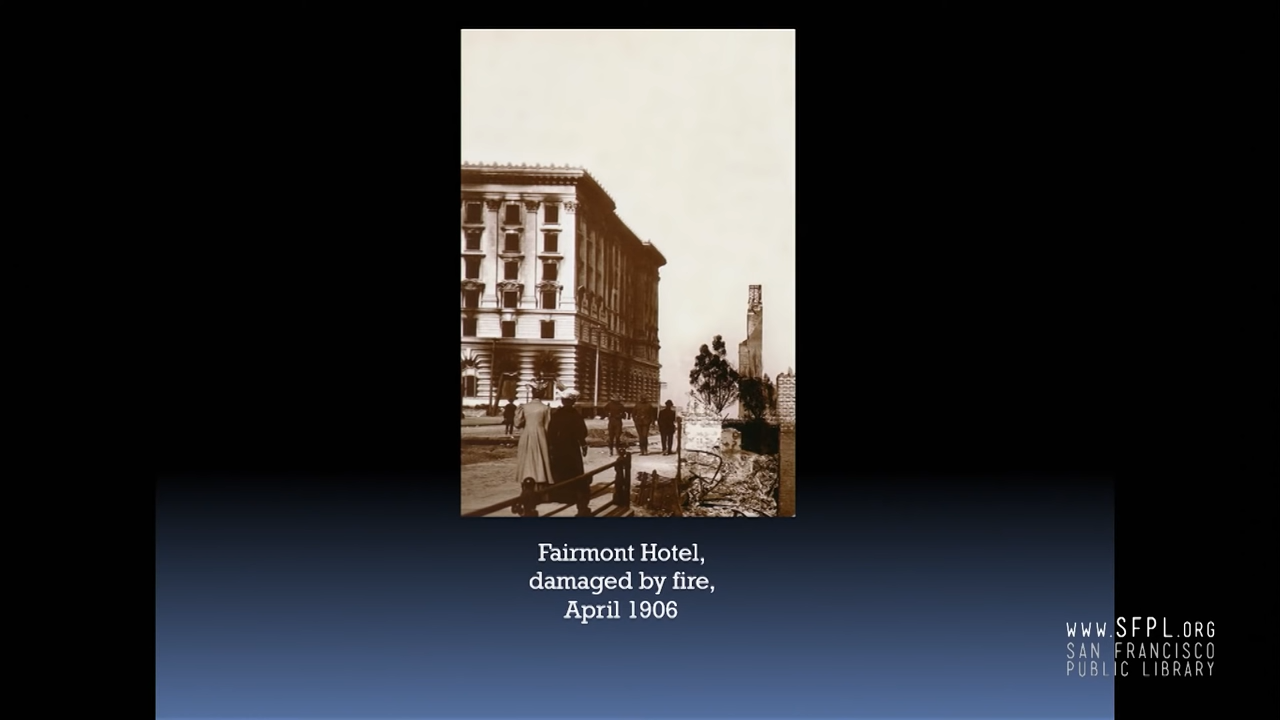 Fairmont Hotel,
damaged by fire,
April 1906
WWW.SFPL.ORG
SAN FRANCISCO
PUBLIC LIBRARY